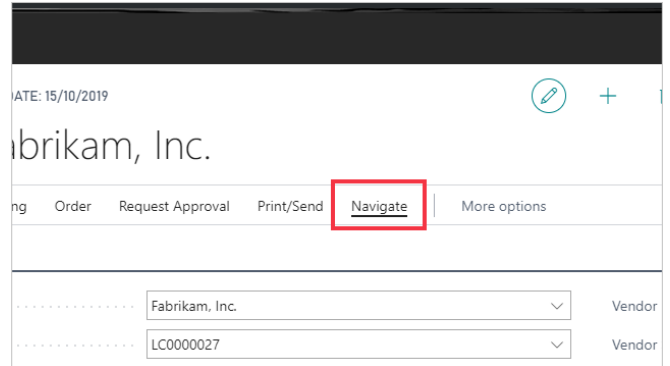 ATE: 15/10/2019
abrikam, Inc.
ng Order Request Approval Print/Send Navigate More options
Fabrikam, Inc. Vendor
LC0000027 Vendor